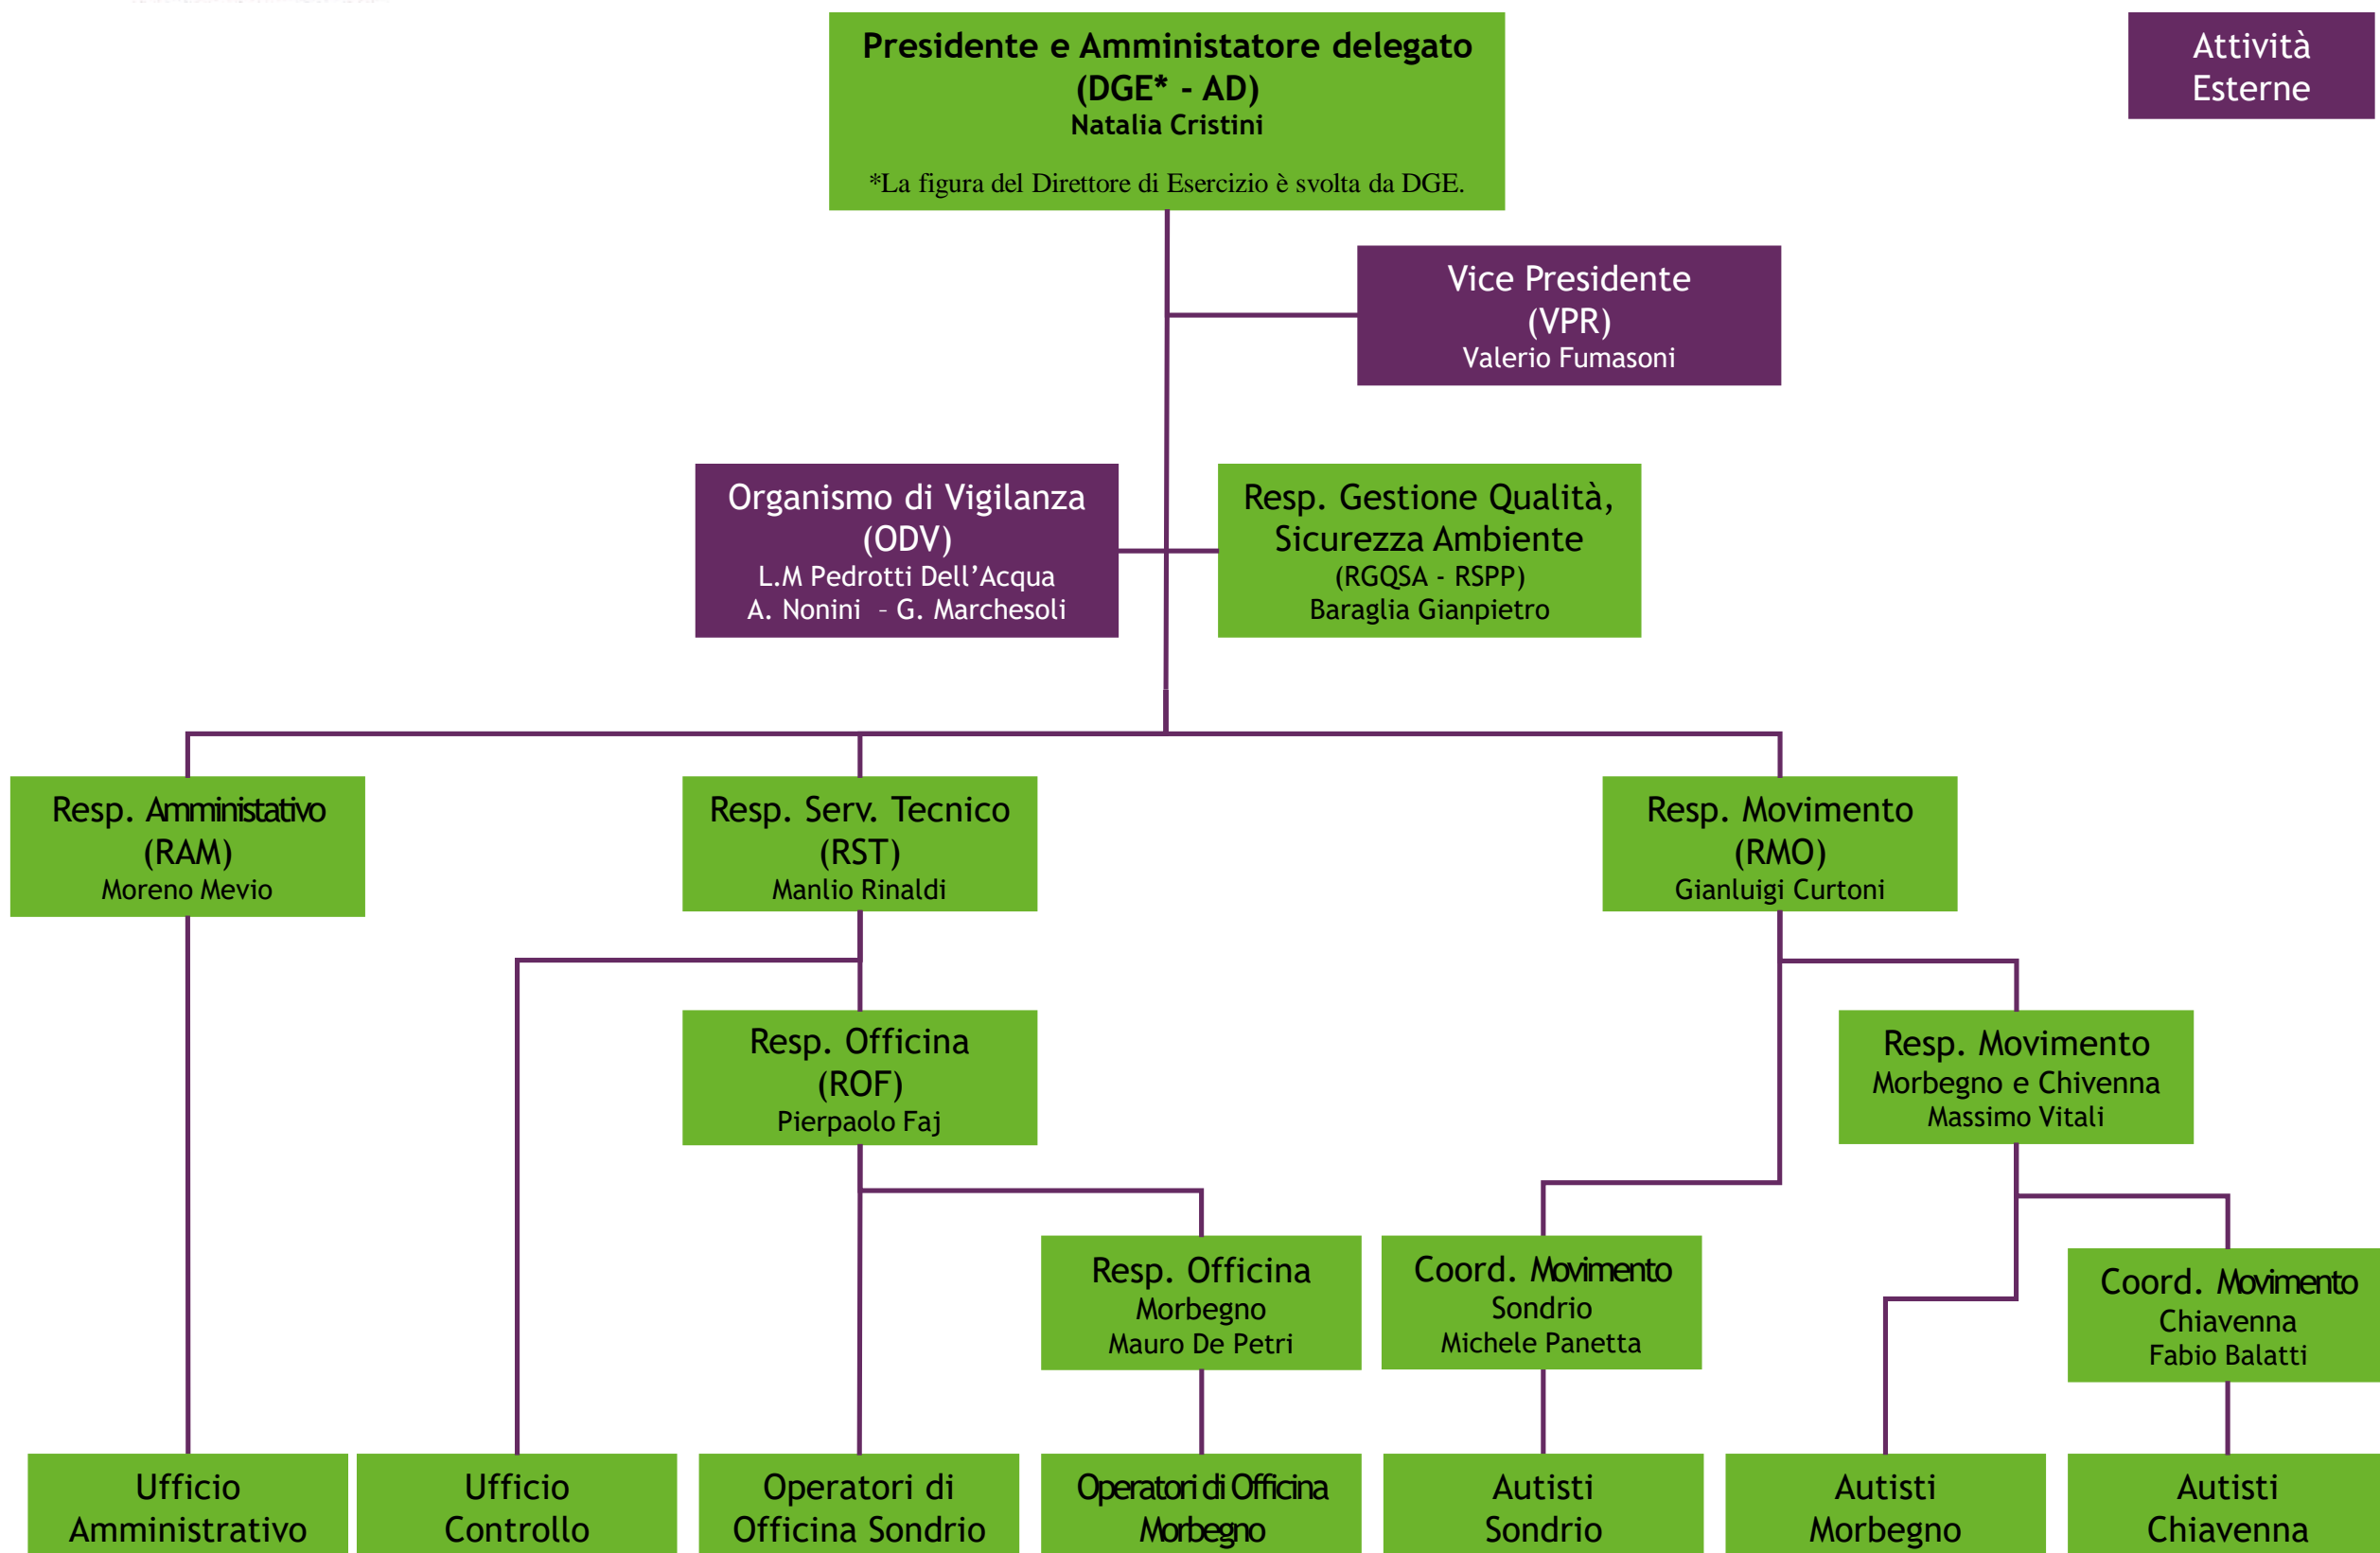 Presidente e Amministatore delegato
(DGE* - AD)
Natalia Cristini
*La figura del Direttore di Esercizio è svolta da DGE.
Attività
Esterne
Vice Presidente
(VPR)
Valerio Fumasoni
Organismo di Vigilanza
(ODV)
L.M Pedrotti Dell’Acqua
A. Nonini – G. Marchesoli
Resp. Gestione Qualità,
Sicurezza Ambiente
(RGQSA - RSPP)
Baraglia Gianpietro
Resp. Amministativo
(RAM)
Moreno Mevio
Resp. Serv. Tecnico
(RST)
Manlio Rinaldi
Resp. Movimento
(RMO)
Gianluigi Curtoni
Resp. Officina
(ROF)
Pierpaolo Faj
Resp. Movimento
Morbegno e Chivenna
Massimo Vitali
Resp. Officina
Morbegno
Mauro De Petri
Coord. Movimento
Sondrio
Michele Panetta
Coord. Movimento
Chiavenna
Fabio Balatti
Ufficio
Amministrativo
Ufficio
Controllo
Operatori di
Officina Sondrio
Operatori di Officina
Morbegno
Autisti
Sondrio
Autisti
Morbegno
Autisti
Chiavenna